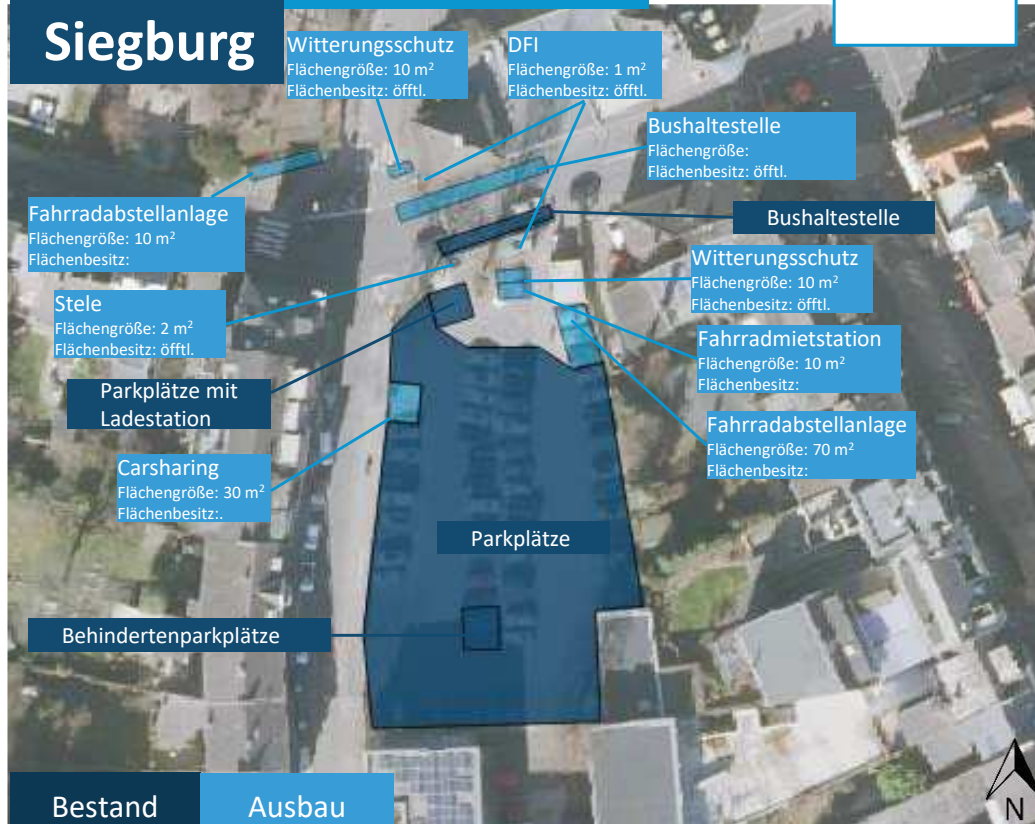 Siegburg
Witterungsschutz
Flächengröße: 10 m²
Flächenbesitz: öfftl.
DFI
Flächengröße: 1 m²
Flächenbesitz: öfftl.
Bushaltestelle
Flächengröße:
Flächenbesitz: öfftl.
Fahrradabstellanlage
Flächengröße: 10 m²
Flächenbesitz:
Bushaltestelle
Witterungsschutz
Flächengröße: 10 m²
Flächenbesitz: öfftl.
Stele
Flächengröße: 2 m²
Flächenbesitz: öfftl.
Fahrradmietstation
Flächengröße: 10 m²
Flächenbesitz:
Parkplätze mit
Ladestation
Fahrradabstellanlage
Flächengröße: 70 m²
Flächenbesitz:
Carsharing
Flächengröße: 30 m²
Flächenbesitz:.
Parkplätze
Behindertenparkplätze
Bestand
Ausbau
N